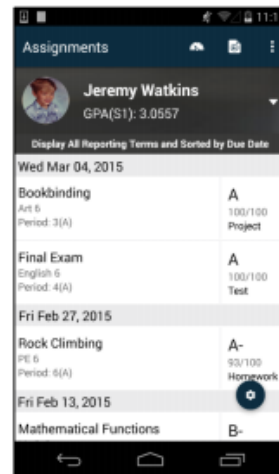 11:1
Assignments
Jeremy Watkins
GPA(S1): 3.0557
Display All Reporting Terms and Sorted by Due Date
Wed Mar 04, 2015
Bookbinding
A
Art 6
100/100
Period: 3(A)
Project
Final Exam
A
English 6
100/100
Period: 4(A)
Test
Fri Feb 27, 2015
Rock Climbing
A-
PE 6
93/100
Period: 6(A)
Homework
Fri Feb 13, 2015
Mathematical Functions
B-